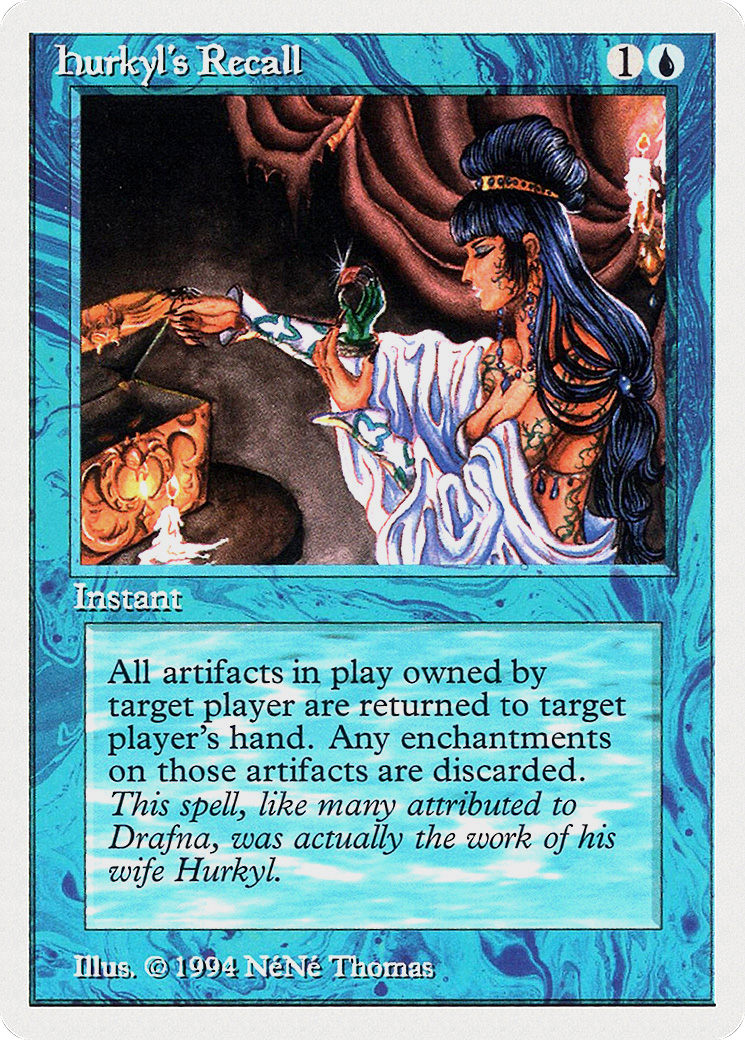 Hurkyl's Recall
1
Instant
All artifacts in play owned by
target player are returned to target
player's hand. Any enchantments
on those artifacts are discarded.
This spell, like many attributed to
Drafna, was actually the work of his
wife Hurkyl.
Illus. © 1994 NéNé Thomas